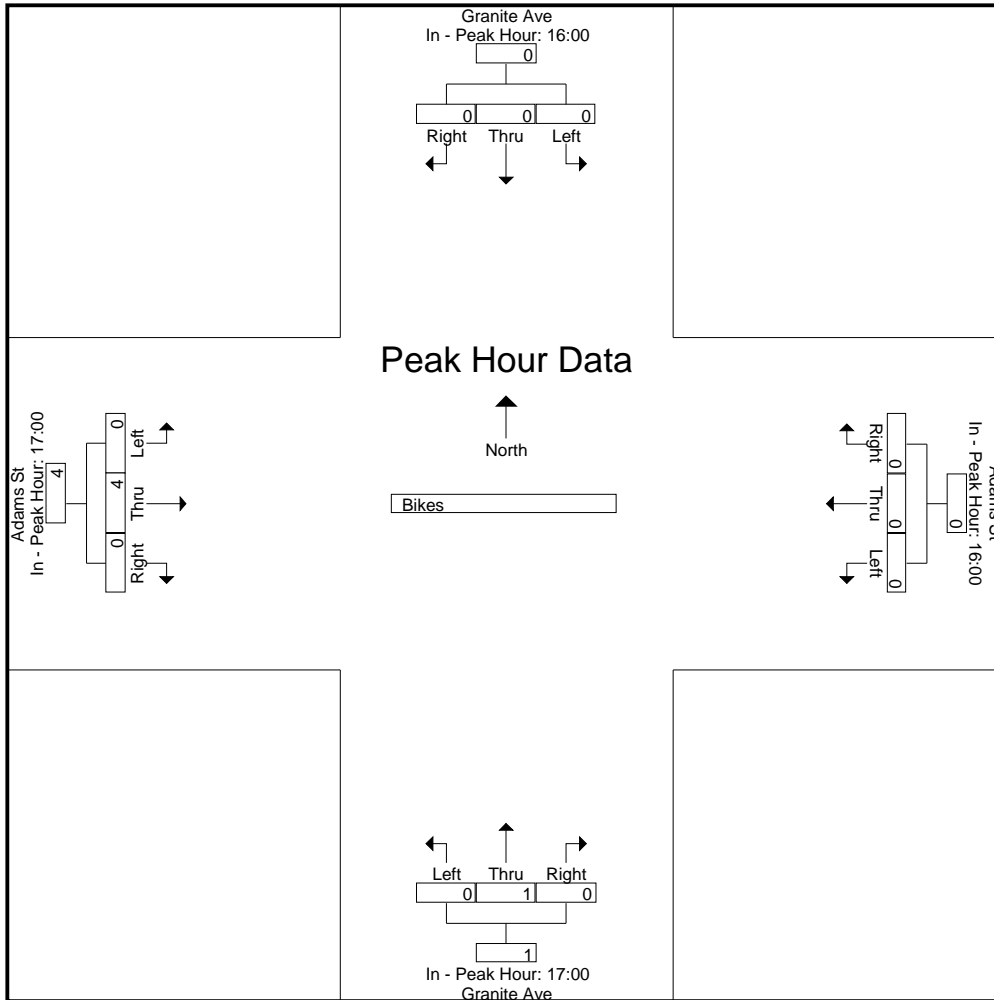 Granite Ave
In - Peak Hour: 16:00
0
0 0 0
Right Thru Left
Peak Hour Data
North
Bikes
Adams St
In - Peak Hour: 17:00
4
0 4 0
Left Thru Right
Adams St
In - Peak Hour: 16:00
0
0 0 0
Right Thru Left
Left Thru Right
0 1 0
1
In - Peak Hour: 17:00
Granite Ave